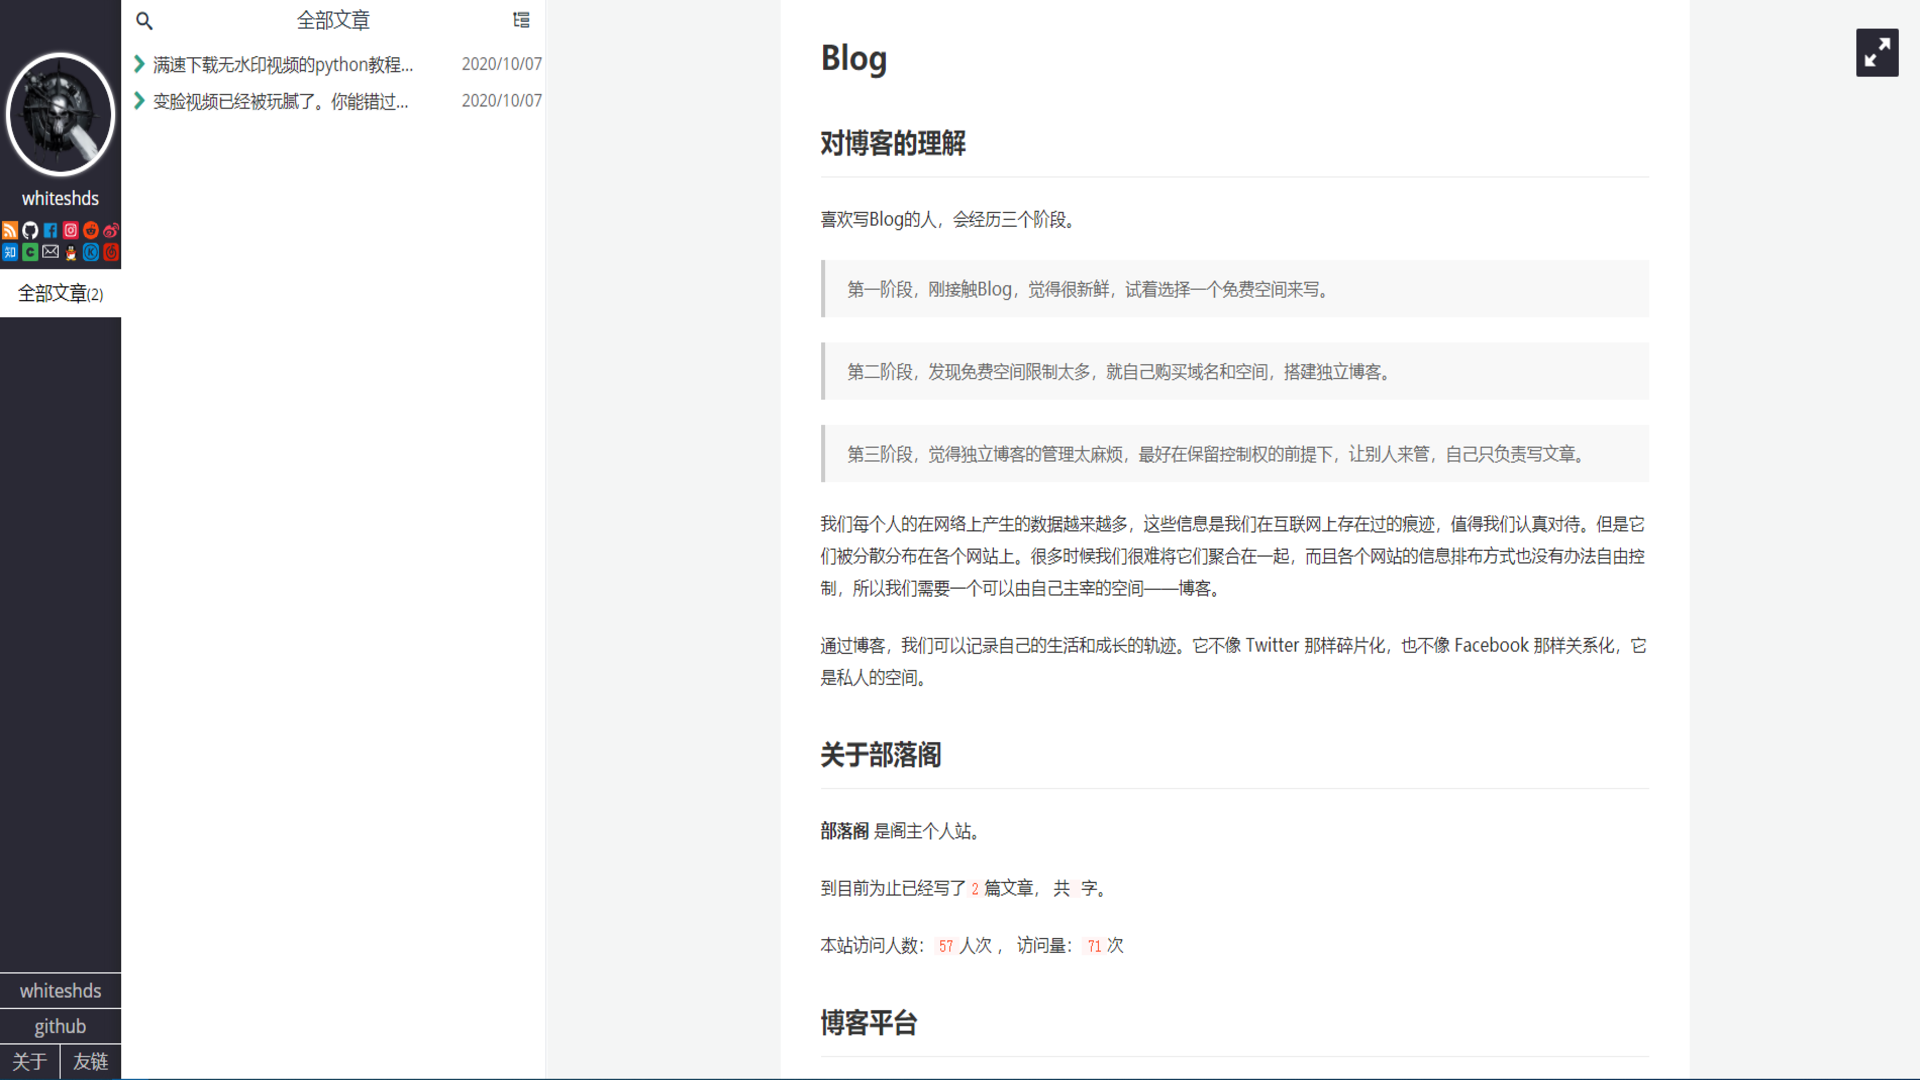 whiteshds
知
全部文章(2)
whiteshds
github
关于
友链
全部文章
满速下载无水印视频的python教程... 2020/10/07
变脸视频已经被玩腻了。你能错过... 2020/10/07
Blog
对博客的理解
喜欢写Blog的人，会经历三个阶段。
第一阶段，刚接触Blog，觉得很新鲜，试着选择一个免费空间来写。
第二阶段，发现免费空间限制太多，就自己购买域名和空间，搭建独立博客。
第三阶段，觉得独立博客的管理太麻烦，最好在保留控制权的前提下，让别人来管，自己只负责写文章。
我们每个人的在网络上产生的数据越来越多，这些信息是我们在互联网上存在过的痕迹，值得我们认真对待。但是它
们被分散分布在各个网站上。很多时候我们很难将它们聚合在一起，而且各个网站的信息排布方式也没有办法自由控
制，所以我们需要一个可以由自己主宰的空间——博客。
通过博客，我们可以记录自己的生活和成长的轨迹。它不像 Twitter 那样碎片化，也不像 Facebook 那样关系化，它
是私人的空间。
关于部落阁
部落阁 是阁主个人站。
到目前为止已经写了 2 篇文章， 共 字。
本站访问人数： 57 人次 ， 访问量： 71 次
博客平台